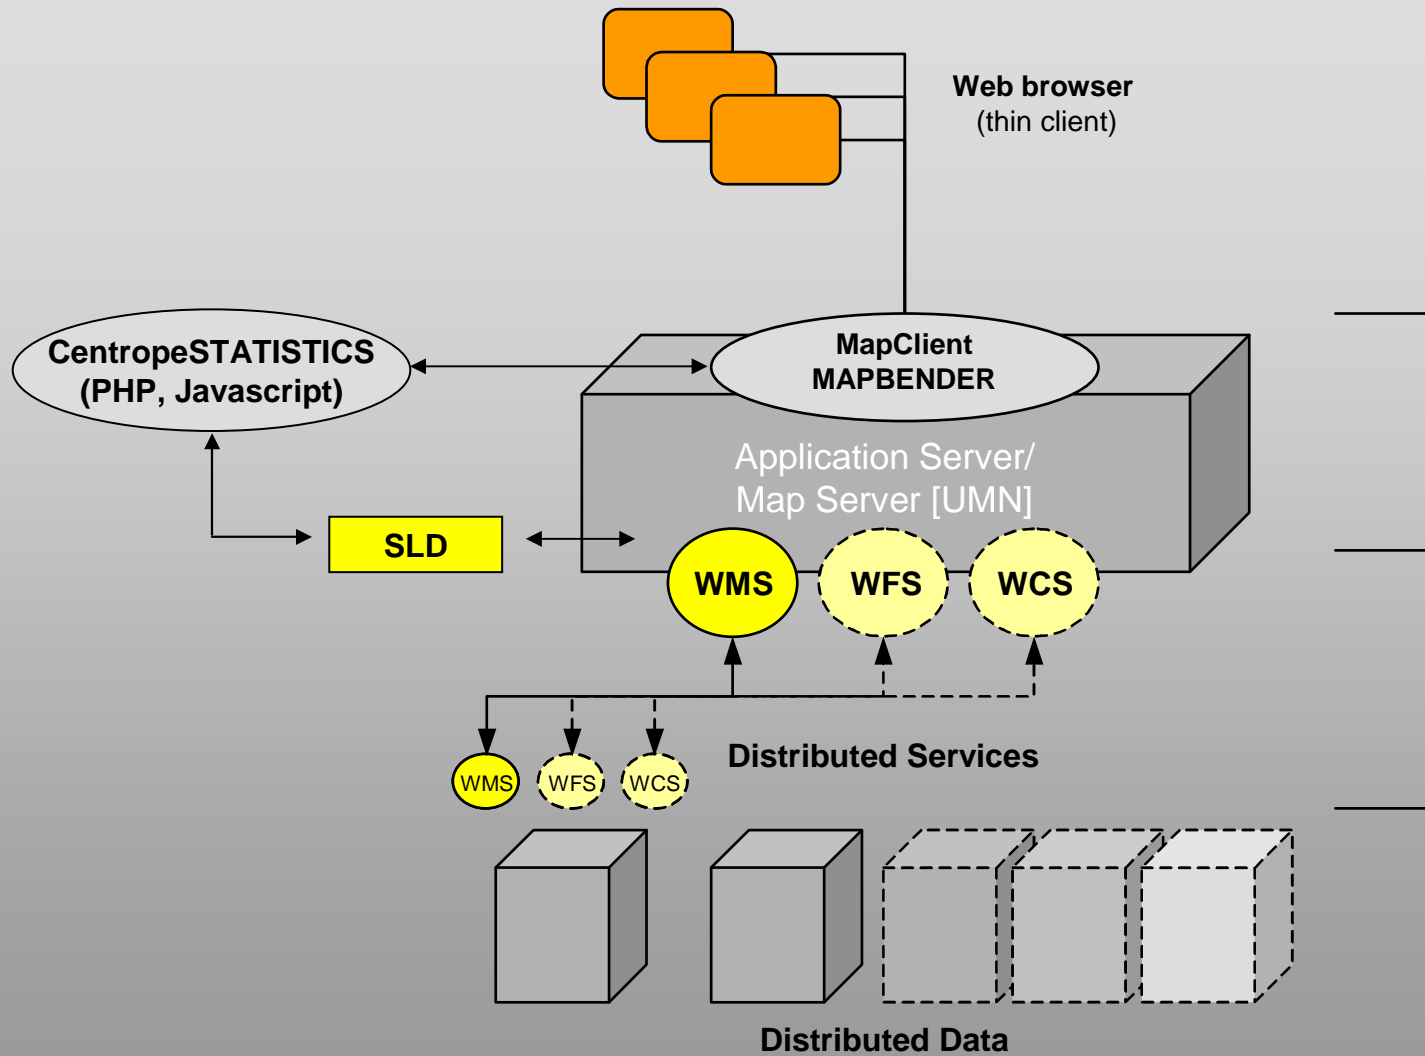 Web browser
(thin client)
CentropeSTATISTICS
(PHP, Javascript)
MapClient
MAPBENDER
Application Server/
Map Server [UMN]
SLD
WMS
WFS
WCS
Distributed Services
WMS
WFS
WCS
Distributed Data